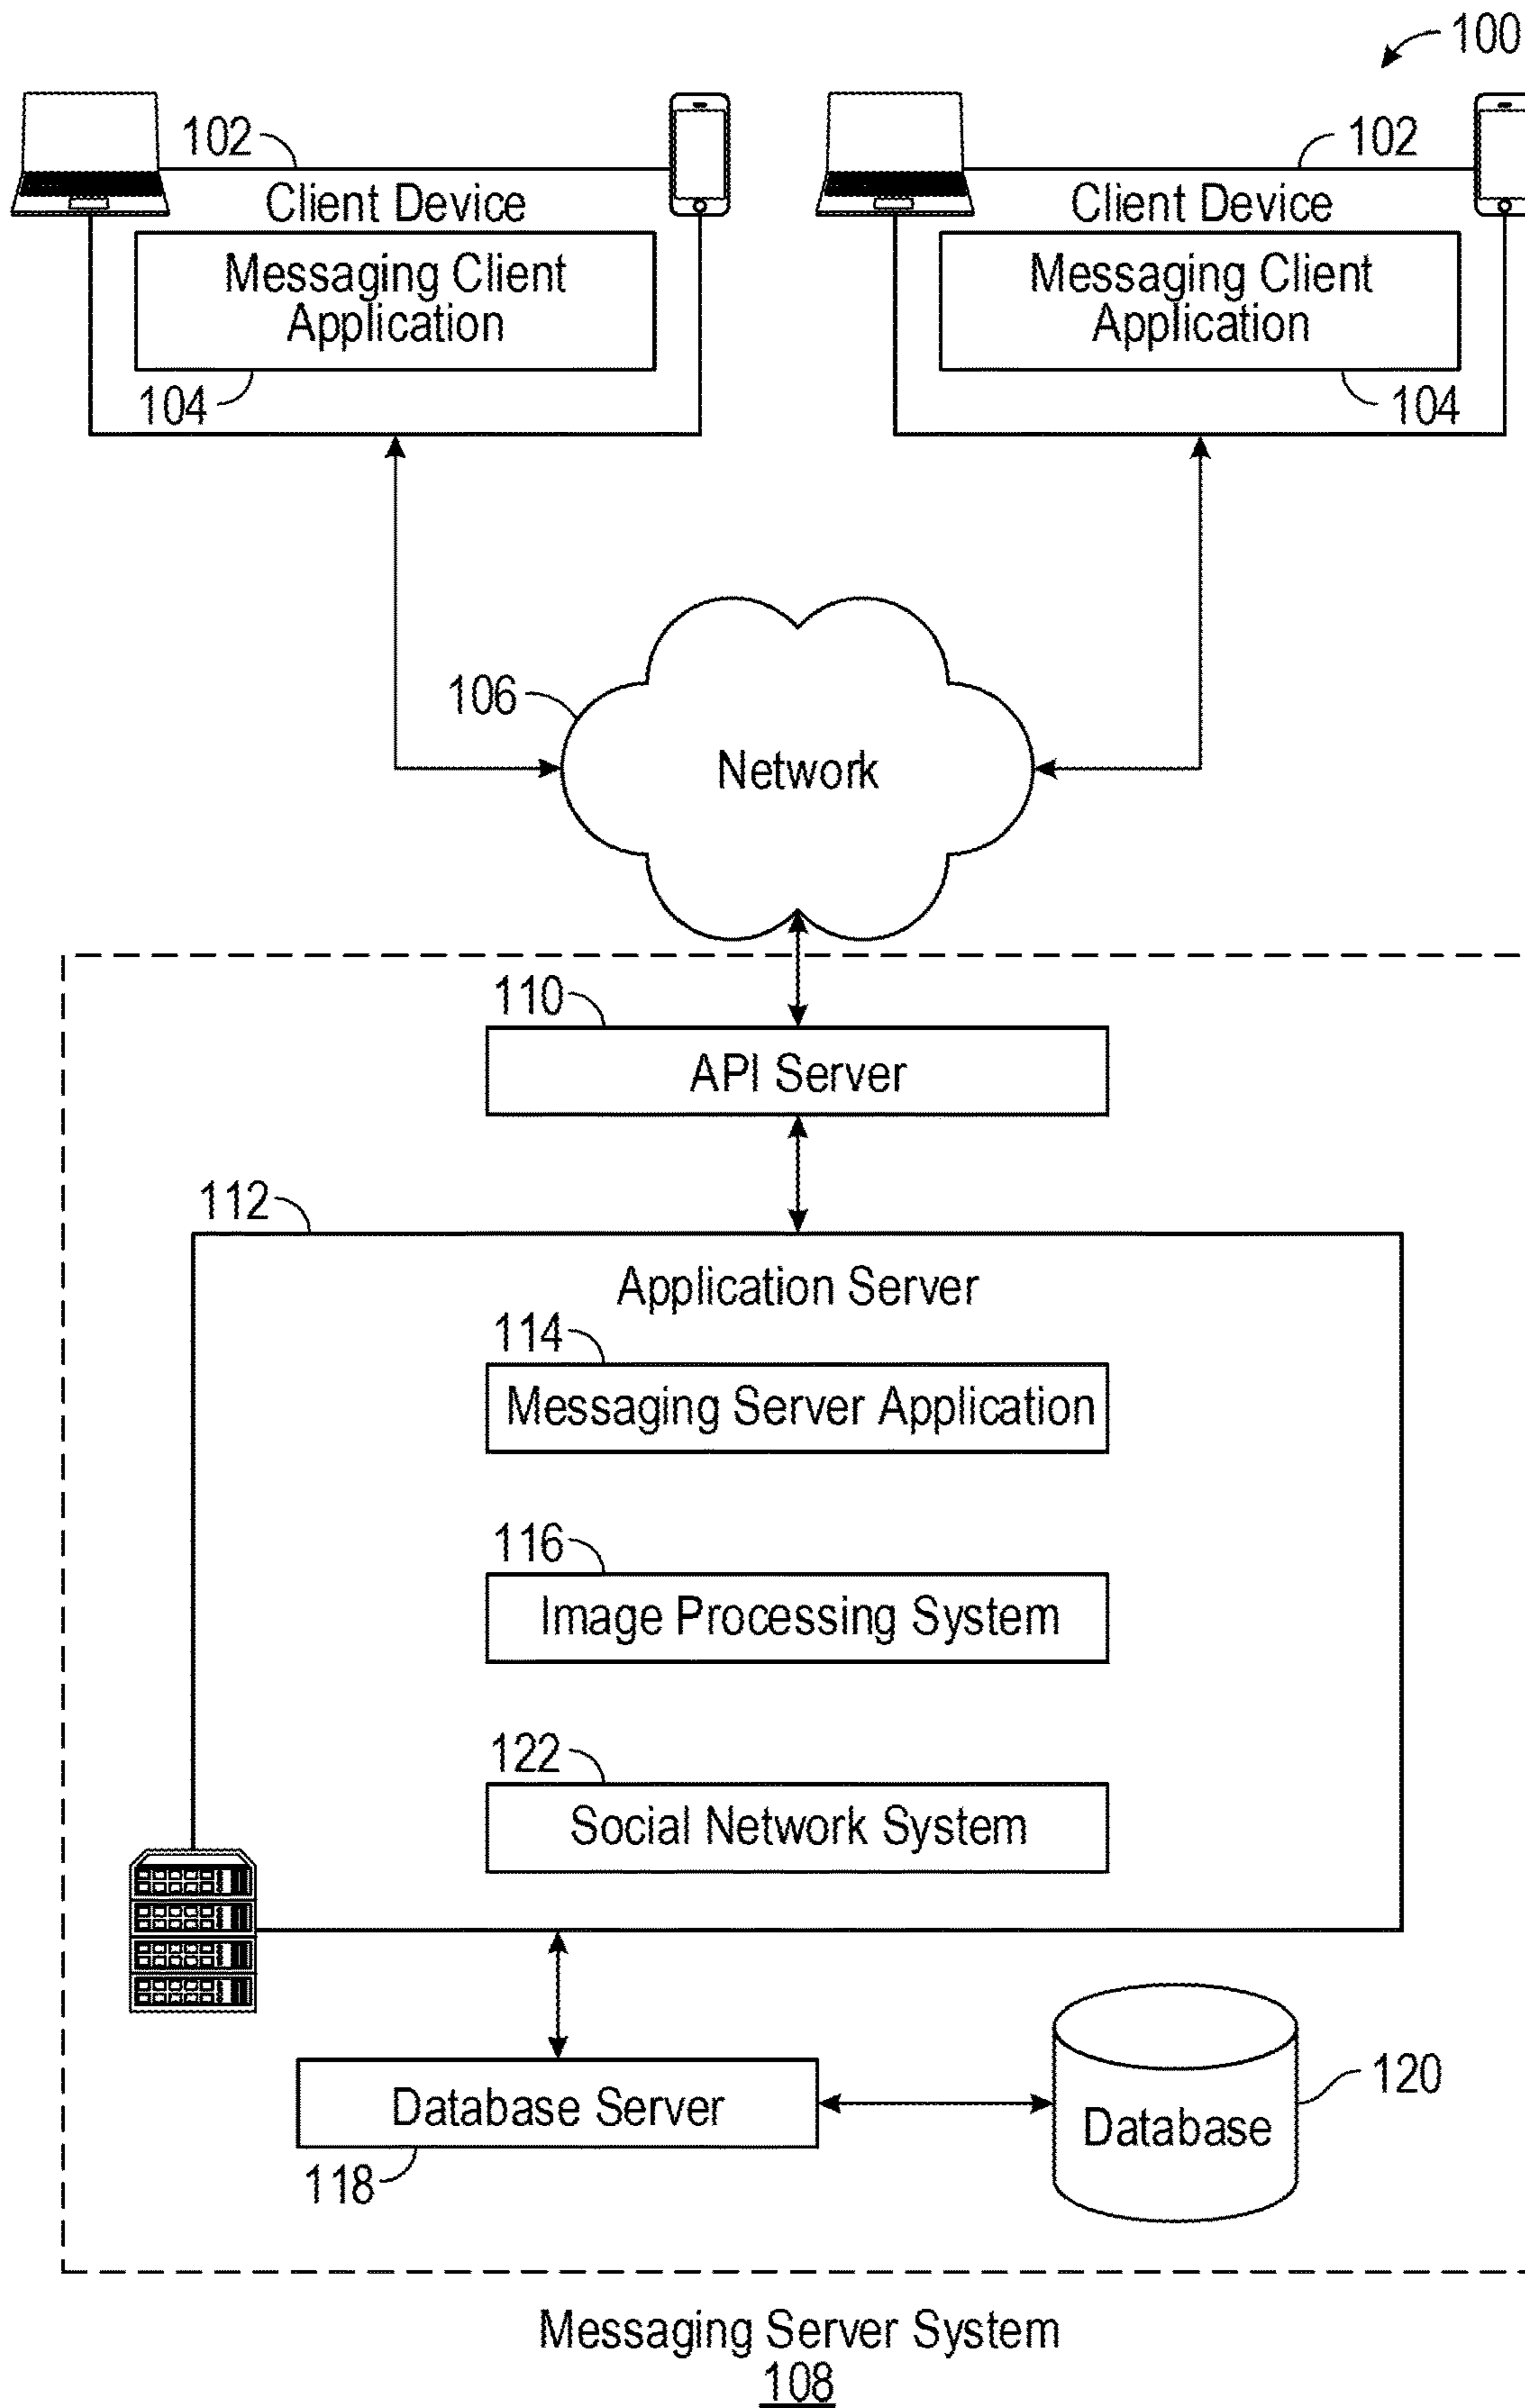 100
102
102
Client Device
Client Device
Messaging Client
Application
Messaging Client
Application
104
104
106
Network
110
API Server
112
Application Server
114
Messaging Server Application
116
Image Processing System
122
Social Network System
Database Server
118
Database
120
Messaging Server System
108